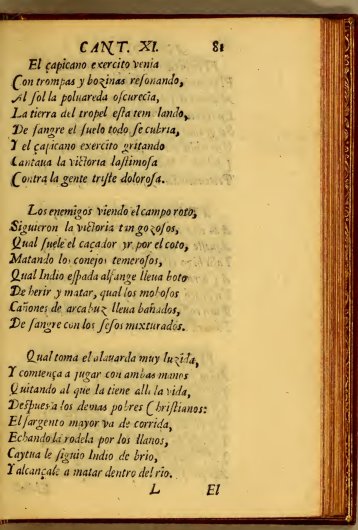 CANT. XI. 81
El çapicano exercito venia
Con trompas y bozinas resonando,
Al sol la poluareda oscurecia,
La tierra del tropel esta tem lando,
De sangre el suelo todo se cubria,
Y el çapicano exercito gritando
Cantaua la victoria lastimosa
Contra la gente triste dolorosa.
Los enemigos viendo el campo roto,
Siguieron la victoria tan gozosos,
Qual suele el caçador yr por el coto,
Matando los conejos temerosos,
Qual Indio espada alfange lleua boto
De herir y matar, qual los mohosos
Cañones de arcabuz lleua bañados,
De sangre con los sesos mixturados.
Qual toma el alauarda muy luzida,
Y comiença a jugar con ambas manos
Quitando al que la tiene alli la vida,
Despues a los demas pobres Christianos:
El sargento mayor va de corrida,
Echando la rodela por los llanos,
Caytua le siguio Indio de brio,
Y alcançale a matar dentro del rio.
L El